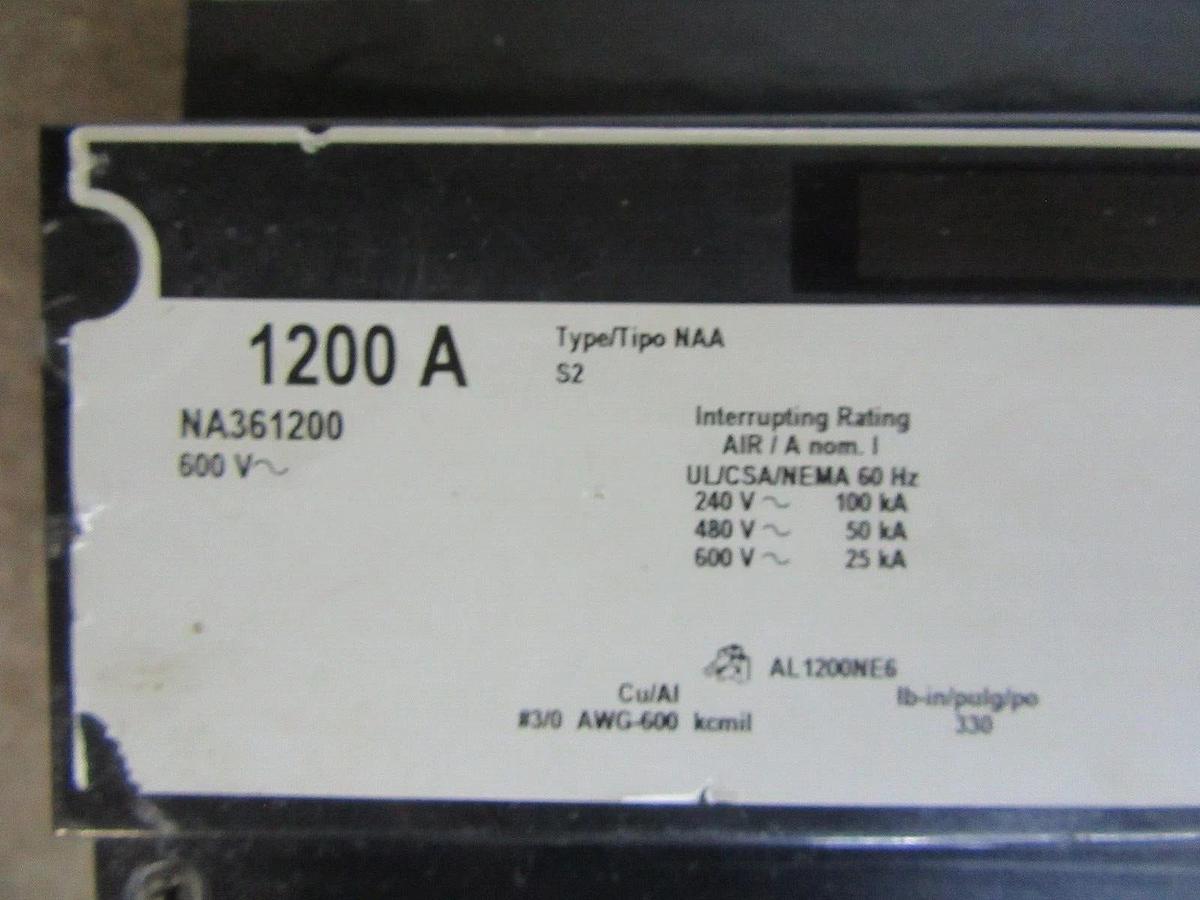 1200 A
NA361200
600 V~
Type/Tipo NAA
S2
Interrupting Rating
AIR / A nom. I
UL/CSA/NEMA 60 Hz
240 V ~ 100 kA
480 V ~ 50 kA
600 V ~ 25 kA
AL1200NE6
Cu/Al lb-in/pulg/po
#3/0 AWG-600 kcmil 330